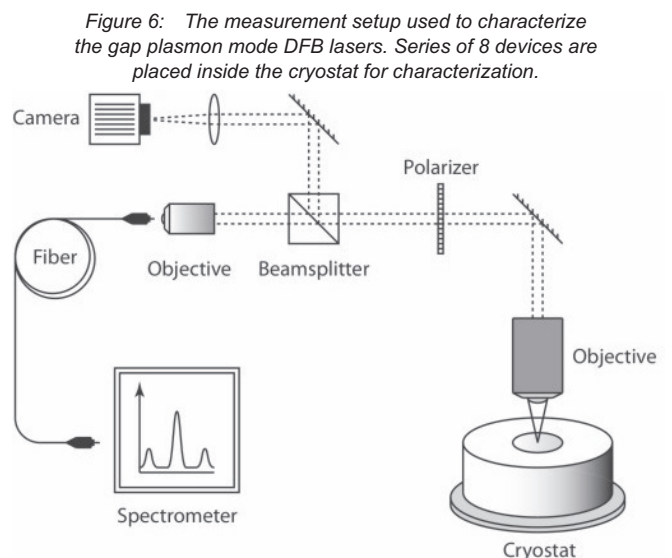 Figure 6: The measurement setup used to characterize
the gap plasmon mode DFB lasers. Series of 8 devices are
placed inside the cryostat for characterization.
Camera
Polarizer
Fiber
Objective
Beamsplitter
Objective
Spectrometer
Cryostat